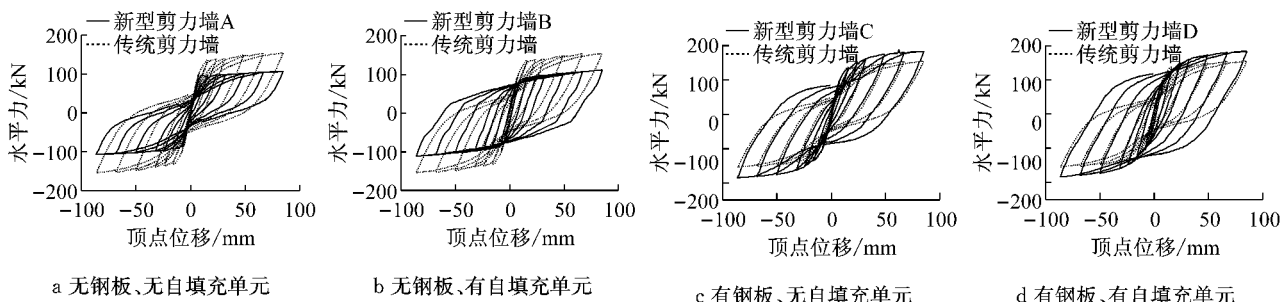 新型剪力墙A
传统剪力墙
200
100
0
-100
-200
水平力/kN
-100
-50
0
50
100
顶点位移/mm
a 无钢板、无自填充单元
新型剪力墙B
传统剪力墙
200
100
0
-100
-200
水平力/kN
-100
-50
0
50
100
顶点位移/mm
b 无钢板、有自填充单元
新型剪力墙C
传统剪力墙
200
100
0
-100
-200
水平力/kN
-100
-50
0
50
100
顶点位移/mm
c 有钢板、无自填充单元
新型剪力墙D
传统剪力墙
200
100
0
-100
-200
水平力/kN
-100
-50
0
50
100
顶点位移/mm
d 有钢板、有自填充单元